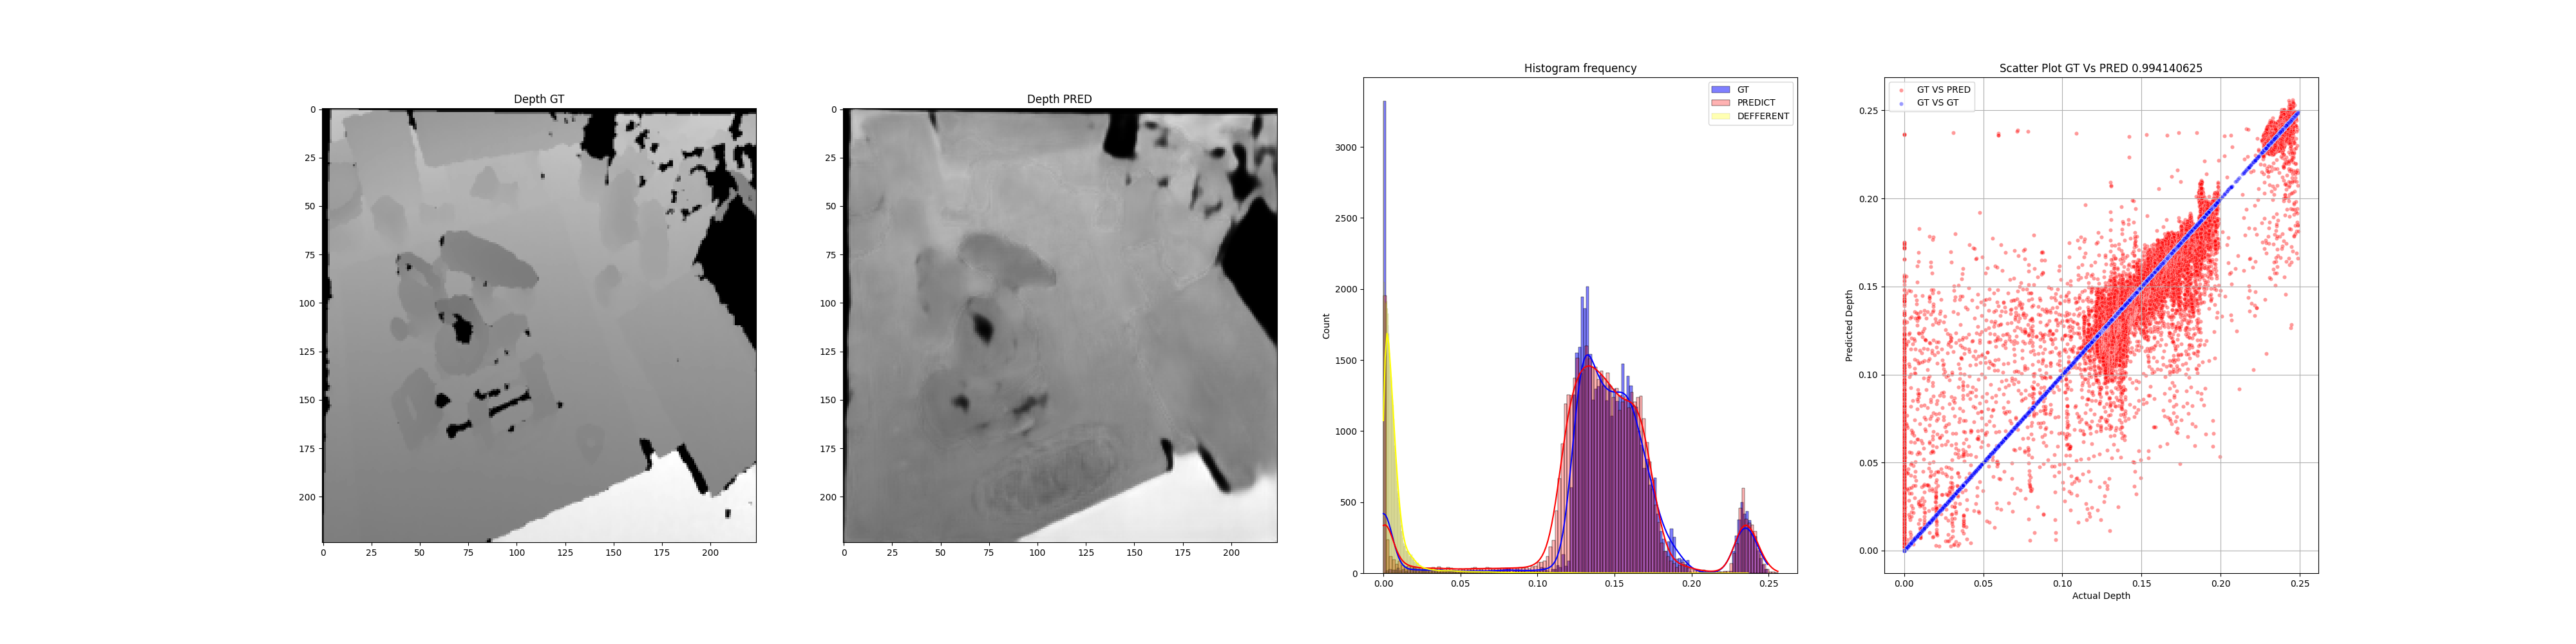 Depth GT
0
25
50
75
100
125
150
175
200
0 25 50 75 100 125 150 175 200
Depth PRED
0
25
50
75
100
125
150
175
200
0 25 50 75 100 125 150 175 200
Histogram frequency
GT
PREDICT
DEFFERENT
Count
3000
2500
2000
1500
1000
500
0
0.00 0.05 0.10 0.15 0.20 0.25
Scatter Plot GT Vs PRED 0.994140625
GT VS PRED
GT VS GT
Predicted Depth
0.25
0.20
0.15
0.10
0.05
0.00
0.00 0.05 0.10 0.15 0.20 0.25
Actual Depth